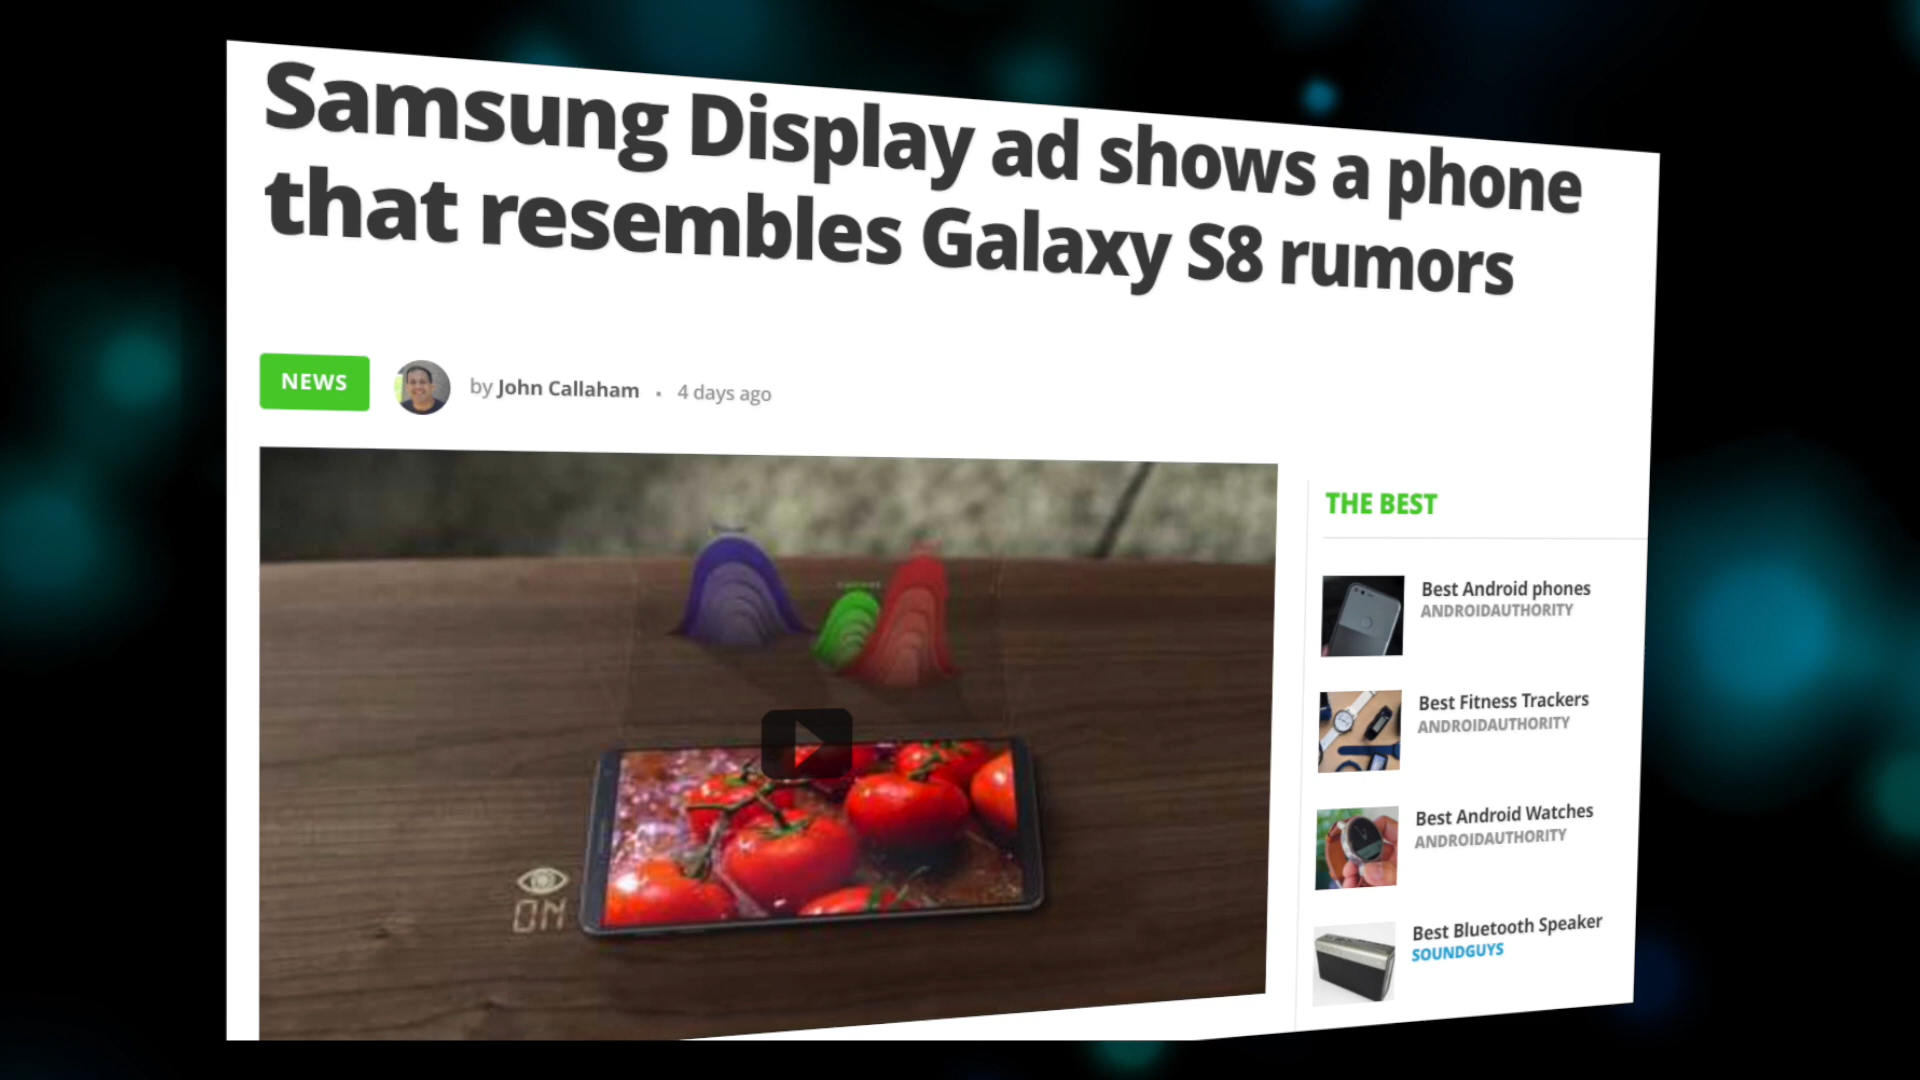 Samsung Display ad shows a phone
that resembles Galaxy S8 rumors
NEWS
by John Callaham . 4 days ago
ON
THE BEST
Best Android phones
ANDROIDAUTHORITY
Best Fitness Trackers
ANDROIDAUTHORITY
Best Android Watches
ANDROIDAUTHORITY
Best Bluetooth Speaker
SOUNDGUYS